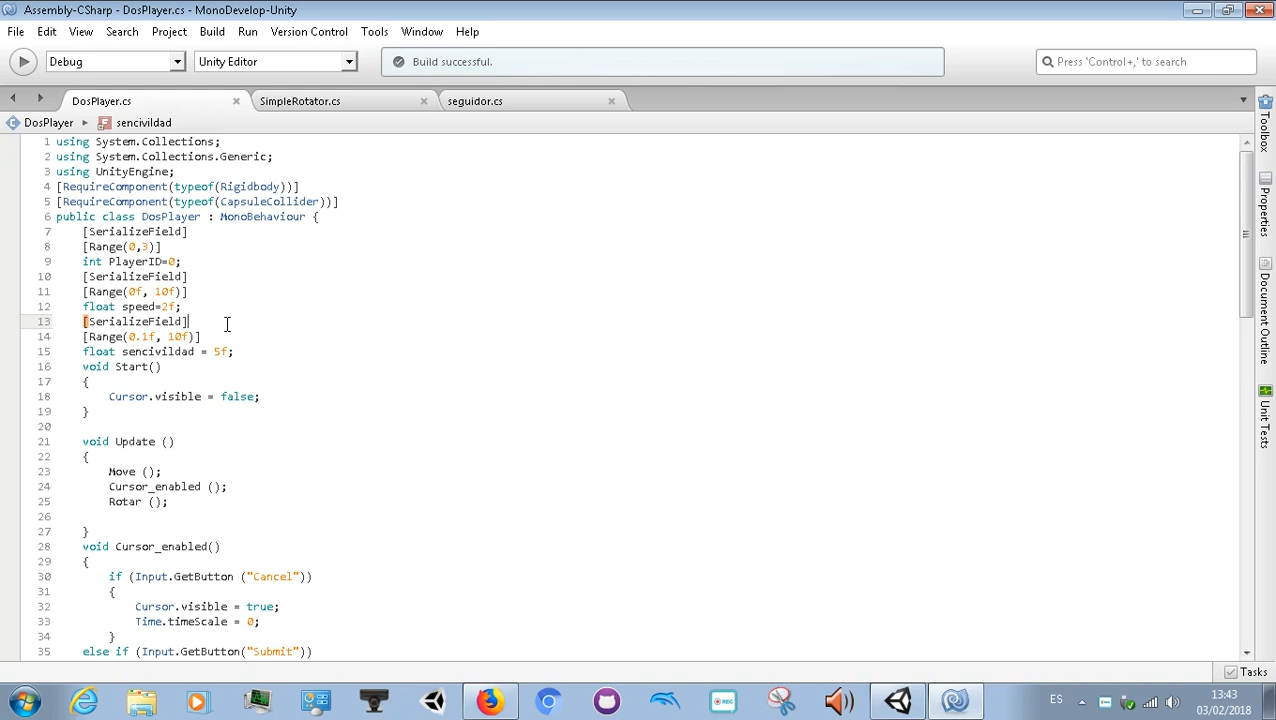 Assembly-CSharp - DosPlayer.cs - MonoDevelop-Unity
File Edit View Search Project Build Run Version Control Tools Window Help
Debug Unity Editor Build successful. Press 'Control+,' to search
DosPlayer.cs SimpleRotator.cs seguidor.cs
DosPlayer sencivildad
1 using System.Collections;
2 using System.Collections.Generic;
3 using UnityEngine;
4 [RequireComponent(typeof(Rigidbody))]
5 [RequireComponent(typeof(CapsuleCollider))]
6 public class DosPlayer : MonoBehaviour {
7 [SerializeField]
8 [Range(0,3)]
9 int PlayerID=0;
10 [SerializeField]
11 [Range(0f, 10f)]
12 float speed=2f;
13 [SerializeField]
14 [Range(0.1f, 10f)]
15 float sencivildad = 5f;
16 void Start()
17 {
18 Cursor.visible = false;
19 }
20
21 void Update ()
22 {
23 Move ();
24 Cursor_enabled ();
25 Rotar ();
26
27 }
28 void Cursor_enabled()
29 {
30 if (Input.GetButton ("Cancel"))
31 {
32 Cursor.visible = true;
33 Time.timeScale = 0;
34 }
35 else if (Input.GetButton("Submit"))
Toolbox
Properties
Document Outline
Unit Tests
Tasks
REC
ES
13:43
03/02/2018